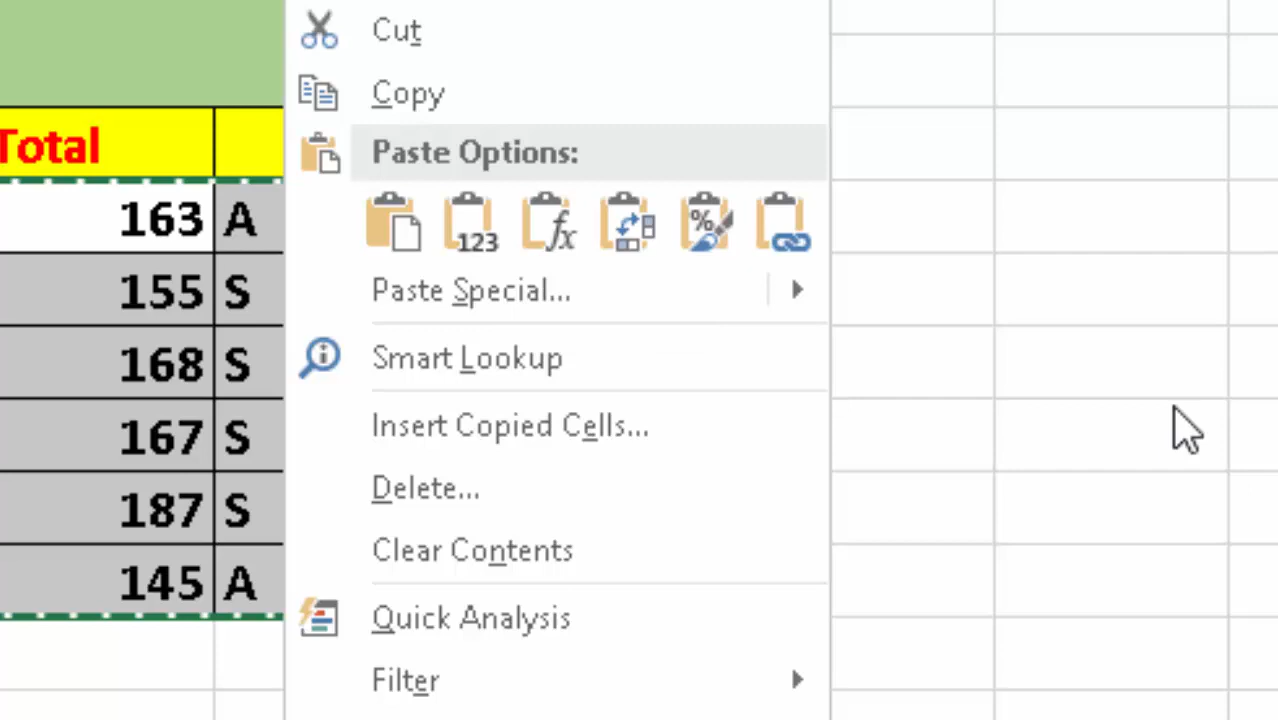 Cut
Copy
Total
Paste Options:
163 A
123 fx %
155 S
Paste Special...
168 S
Smart Lookup
167 S
Insert Copied Cells...
187 S
Delete...
Clear Contents
145 A
Quick Analysis
Filter